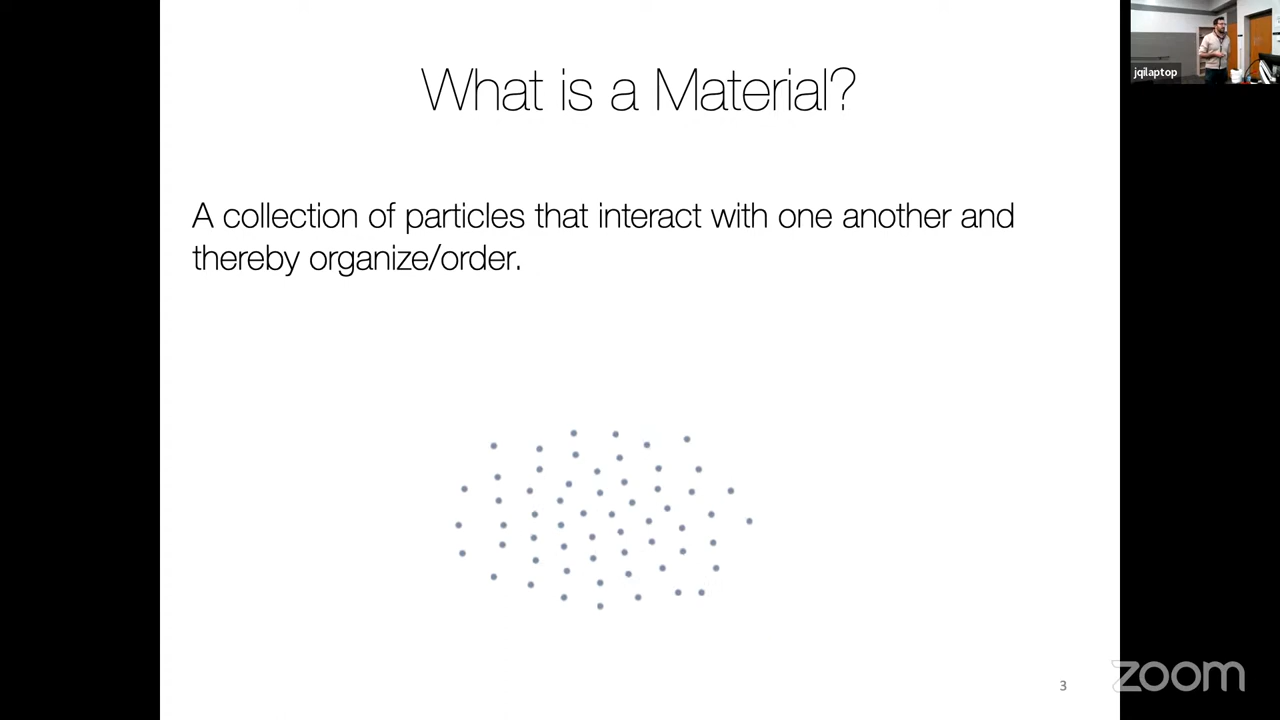 What is a Material?
jqilaptop
A collection of particles that interact with one another and
thereby organize/order.
3
zoom